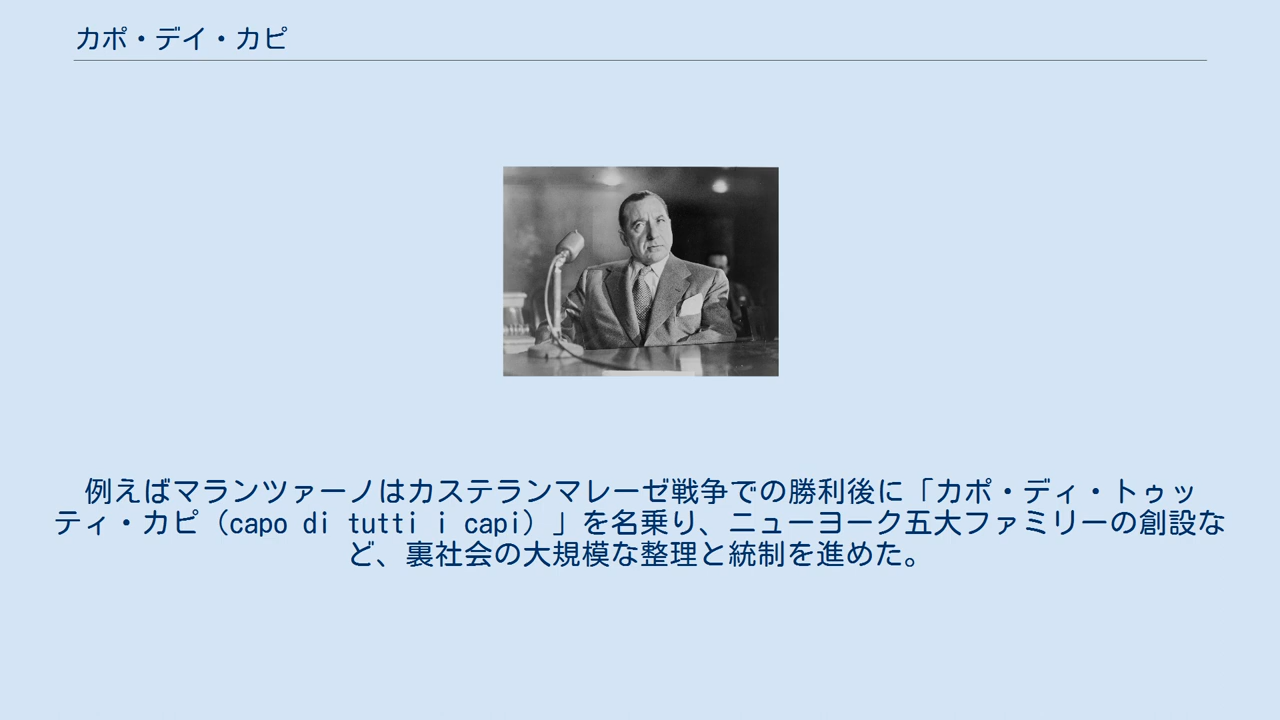 カポ・デイ・カピ
例えばマランツァーノはカステランマレーゼ戦争での勝利後に「カポ・ディ・トゥッ
ティ・カピ（capo di tutti i capi）」を名乗り、ニューヨーク五大ファミリーの創設な
ど、裏社会の大規模な整理と統制を進めた。